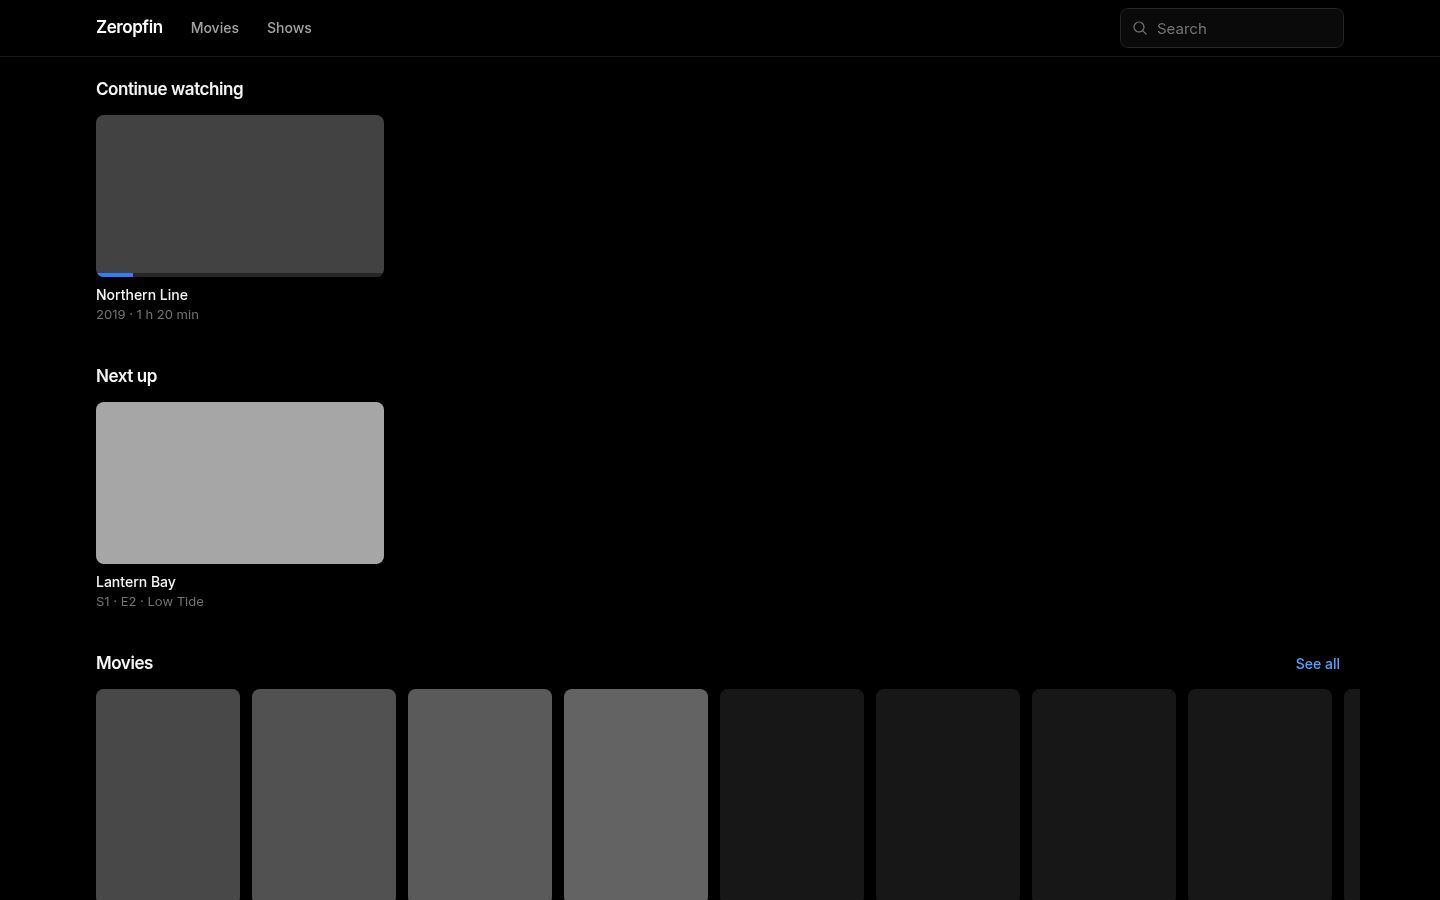 Zeropfin
Movies
Shows
Search
Continue watching
Northern Line
2019 · 1 h 20 min
Next up
Lantern Bay
S1 · E2 · Low Tide
Movies
See all